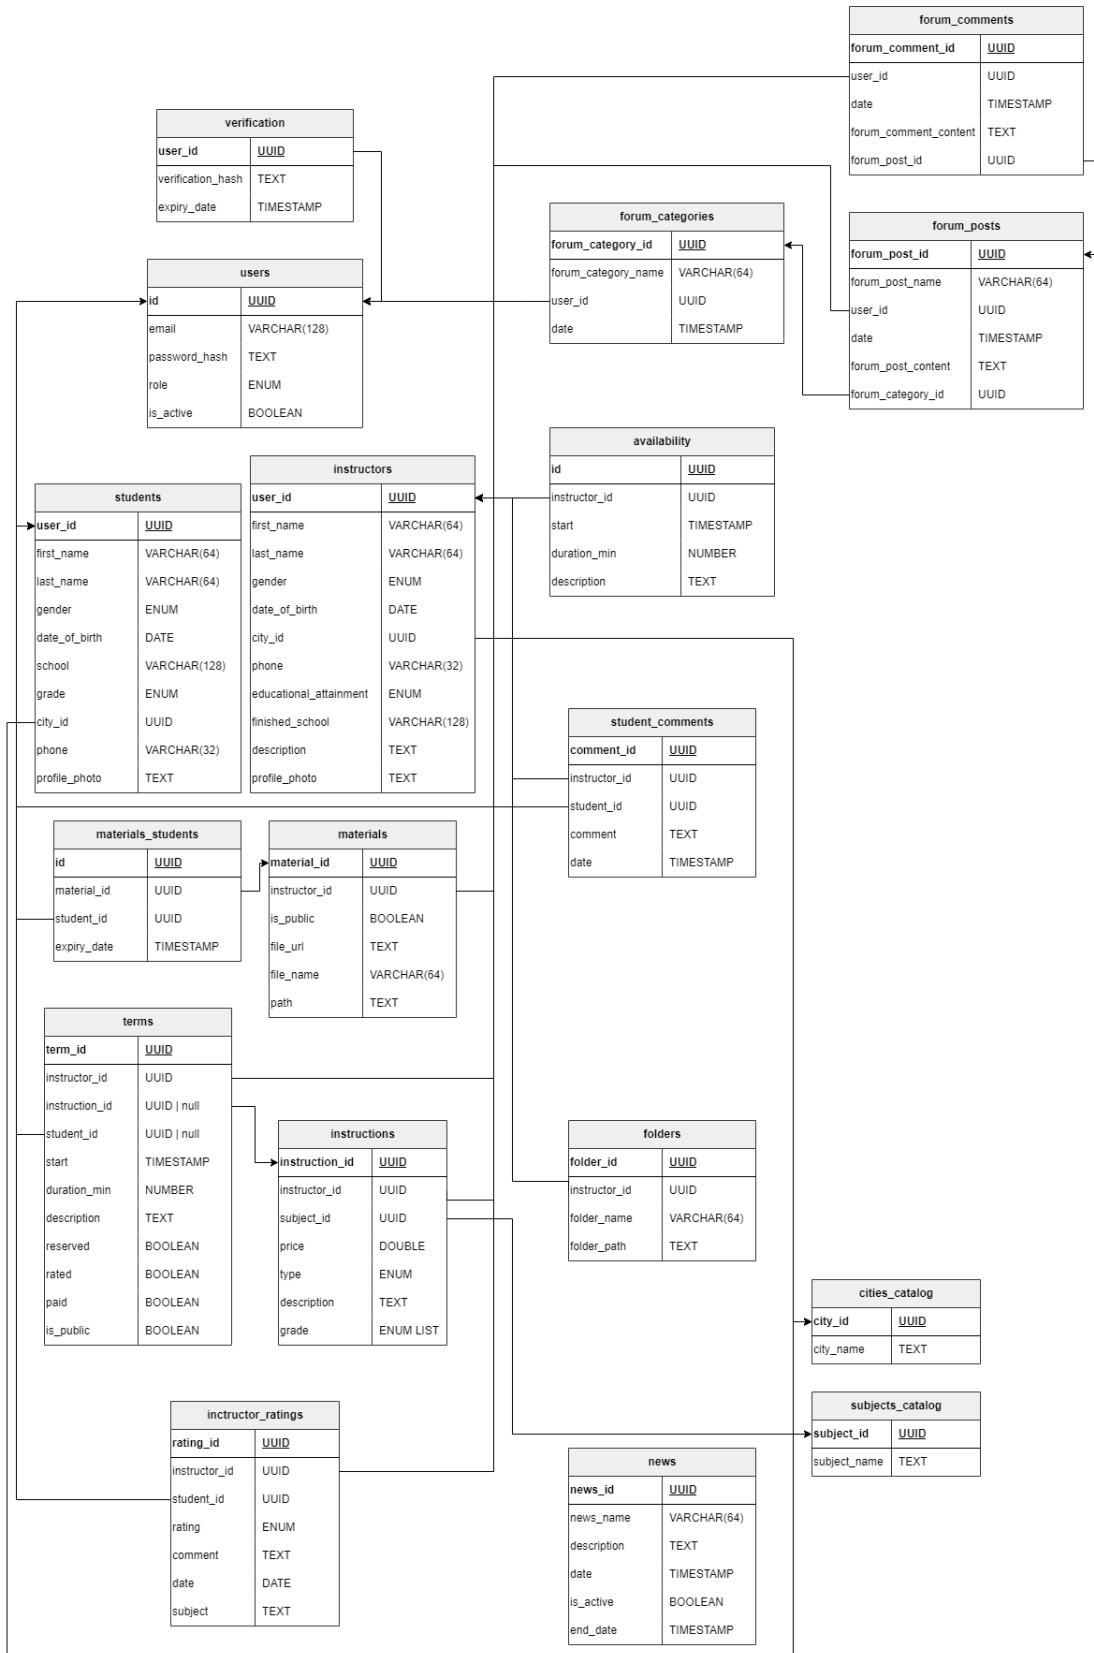 forum_comments
forum_comment_id UUID
user_id UUID
date TIMESTAMP
forum_comment_content TEXT
forum_post_id UUID
verification
user_id UUID
verification_hash TEXT
expiry_date TIMESTAMP
forum_categories
forum_category_id UUID
forum_category_name VARCHAR(64)
user_id UUID
date TIMESTAMP
forum_posts
forum_post_id UUID
forum_post_name VARCHAR(64)
user_id UUID
date TIMESTAMP
forum_post_content TEXT
forum_category_id UUID
users
id UUID
email VARCHAR(128)
password_hash TEXT
role ENUM
is_active BOOLEAN
availability
id UUID
instructor_id UUID
start TIMESTAMP
duration_min NUMBER
description TEXT
students
user_id UUID
first_name VARCHAR(64)
last_name VARCHAR(64)
gender ENUM
date_of_birth DATE
school VARCHAR(128)
grade ENUM
city_id UUID
phone VARCHAR(32)
profile_photo TEXT
instructors
user_id UUID
first_name VARCHAR(64)
last_name VARCHAR(64)
gender ENUM
date_of_birth DATE
city_id UUID
phone VARCHAR(32)
educational_attainment ENUM
finished_school VARCHAR(128)
description TEXT
profile_photo TEXT
student_comments
comment_id UUID
instructor_id UUID
student_id UUID
comment TEXT
date TIMESTAMP
materials_students
id UUID
material_id UUID
student_id UUID
expiry_date TIMESTAMP
materials
material_id UUID
instructor_id UUID
is_public BOOLEAN
file_url TEXT
file_name VARCHAR(64)
path TEXT
terms
term_id UUID
instructor_id UUID
instruction_id UUID | null
student_id UUID | null
start TIMESTAMP
duration_min NUMBER
description TEXT
reserved BOOLEAN
rated BOOLEAN
paid BOOLEAN
is_public BOOLEAN
instructions
instruction_id UUID
instructor_id UUID
subject_id UUID
price DOUBLE
type ENUM
description TEXT
grade ENUM LIST
folders
folder_id UUID
instructor_id UUID
folder_name VARCHAR(64)
folder_path TEXT
cities_catalog
city_id UUID
city_name TEXT
subjects_catalog
subject_id UUID
subject_name TEXT
inctructor_ratings
rating_id UUID
instructor_id UUID
student_id UUID
rating ENUM
comment TEXT
date DATE
subject TEXT
news
news_id UUID
news_name VARCHAR(64)
description TEXT
date TIMESTAMP
is_active BOOLEAN
end_date TIMESTAMP